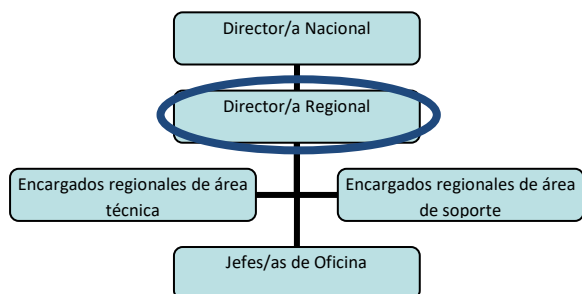 Director/a Nacional
Director/a Regional
Encargados regionales de área
técnica
Encargados regionales de área
de soporte
Jefes/as de Oficina